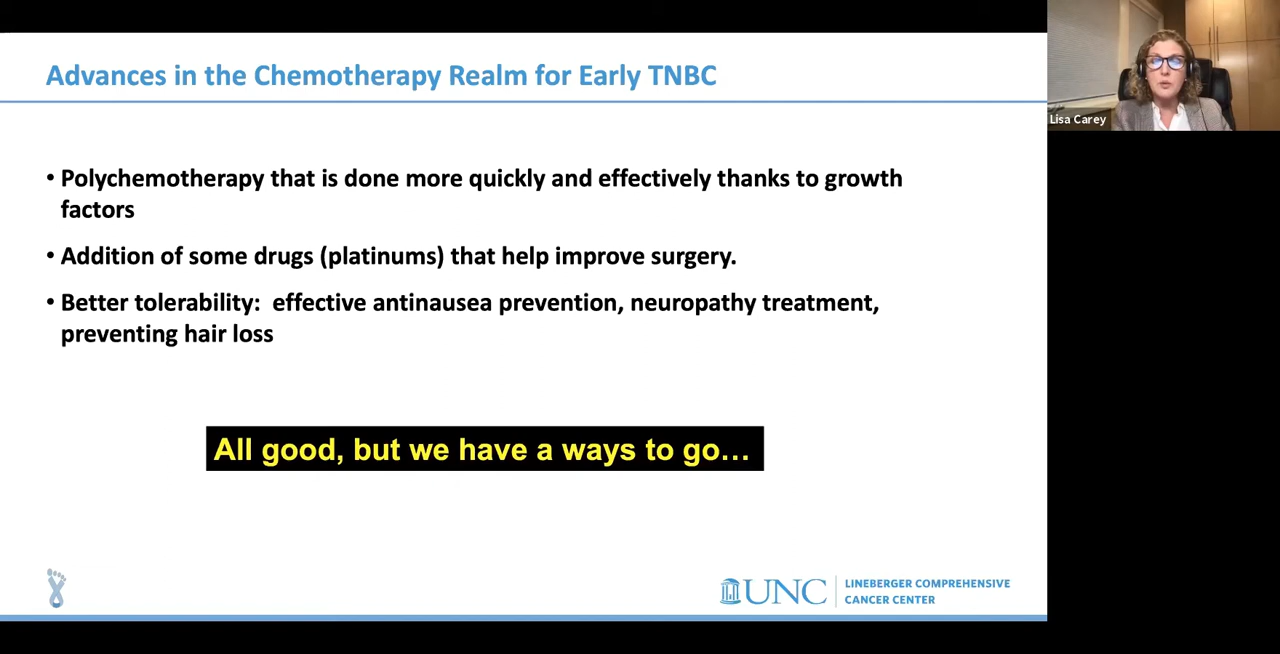 Advances in the Chemotherapy Realm for Early TNBC
Lisa Carey
• Polychemotherapy that is done more quickly and effectively thanks to growth
factors
• Addition of some drugs (platinums) that help improve surgery.
• Better tolerability:  effective antinausea prevention, neuropathy treatment,
preventing hair loss
All good, but we have a ways to go…
UNC
LINEBERGER COMPREHENSIVE
CANCER CENTER